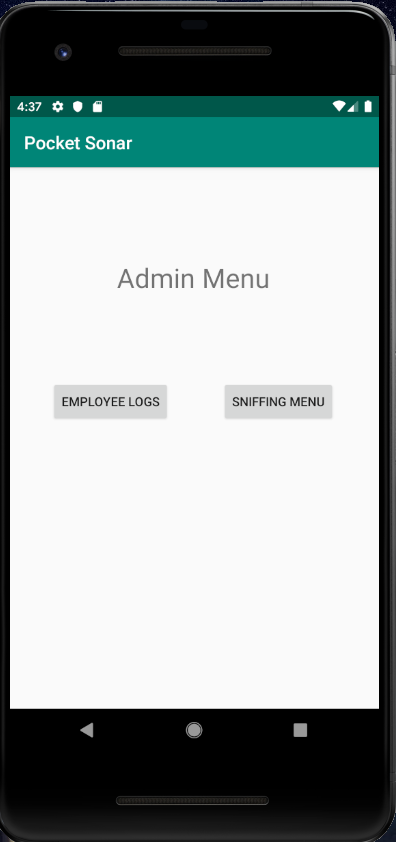 4:37
Pocket Sonar
Admin Menu
EMPLOYEE LOGS
SNIFFING MENU